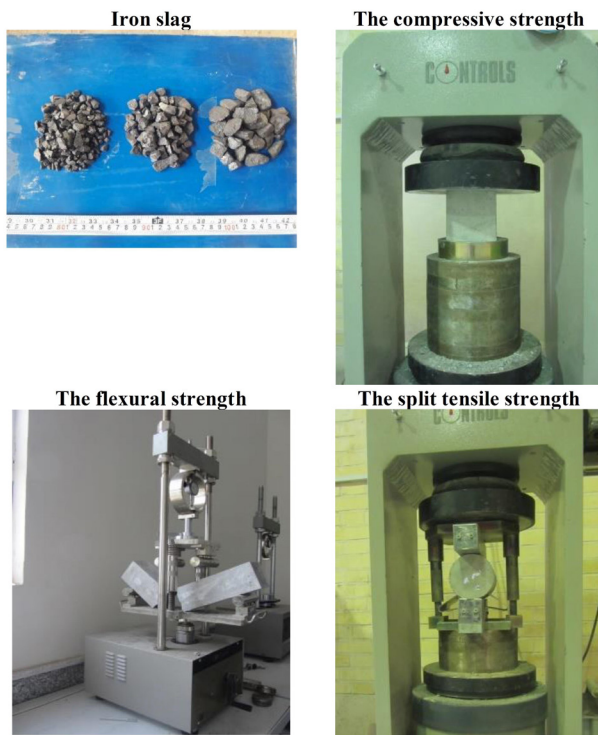 Iron slag
The compressive strength
CONTROLS
The flexural strength
The split tensile strength
CONTROLS